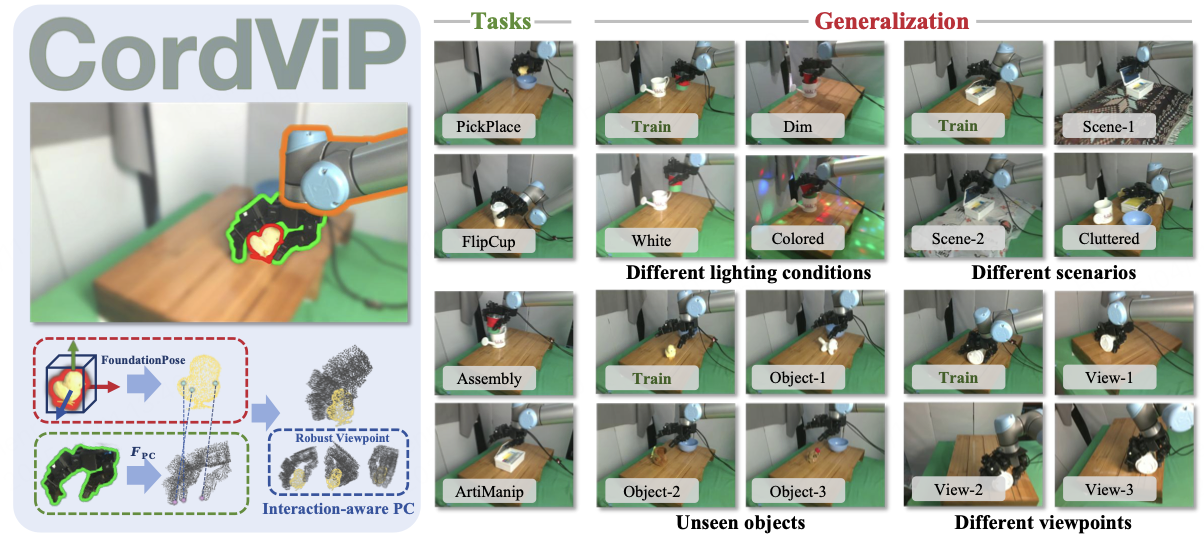 CordViP
FoundationPose
F PC
Robust Viewpoint
Interaction-aware PC
Tasks
PickPlace
FlipCup
Assembly
ArtiManip
Generalization
Train
Dim
White
Colored
Different lighting conditions
Train
Scene-1
Scene-2
Cluttered
Different scenarios
Train
Object-1
Object-2
Object-3
Unseen objects
Train
View-1
View-2
View-3
Different viewpoints